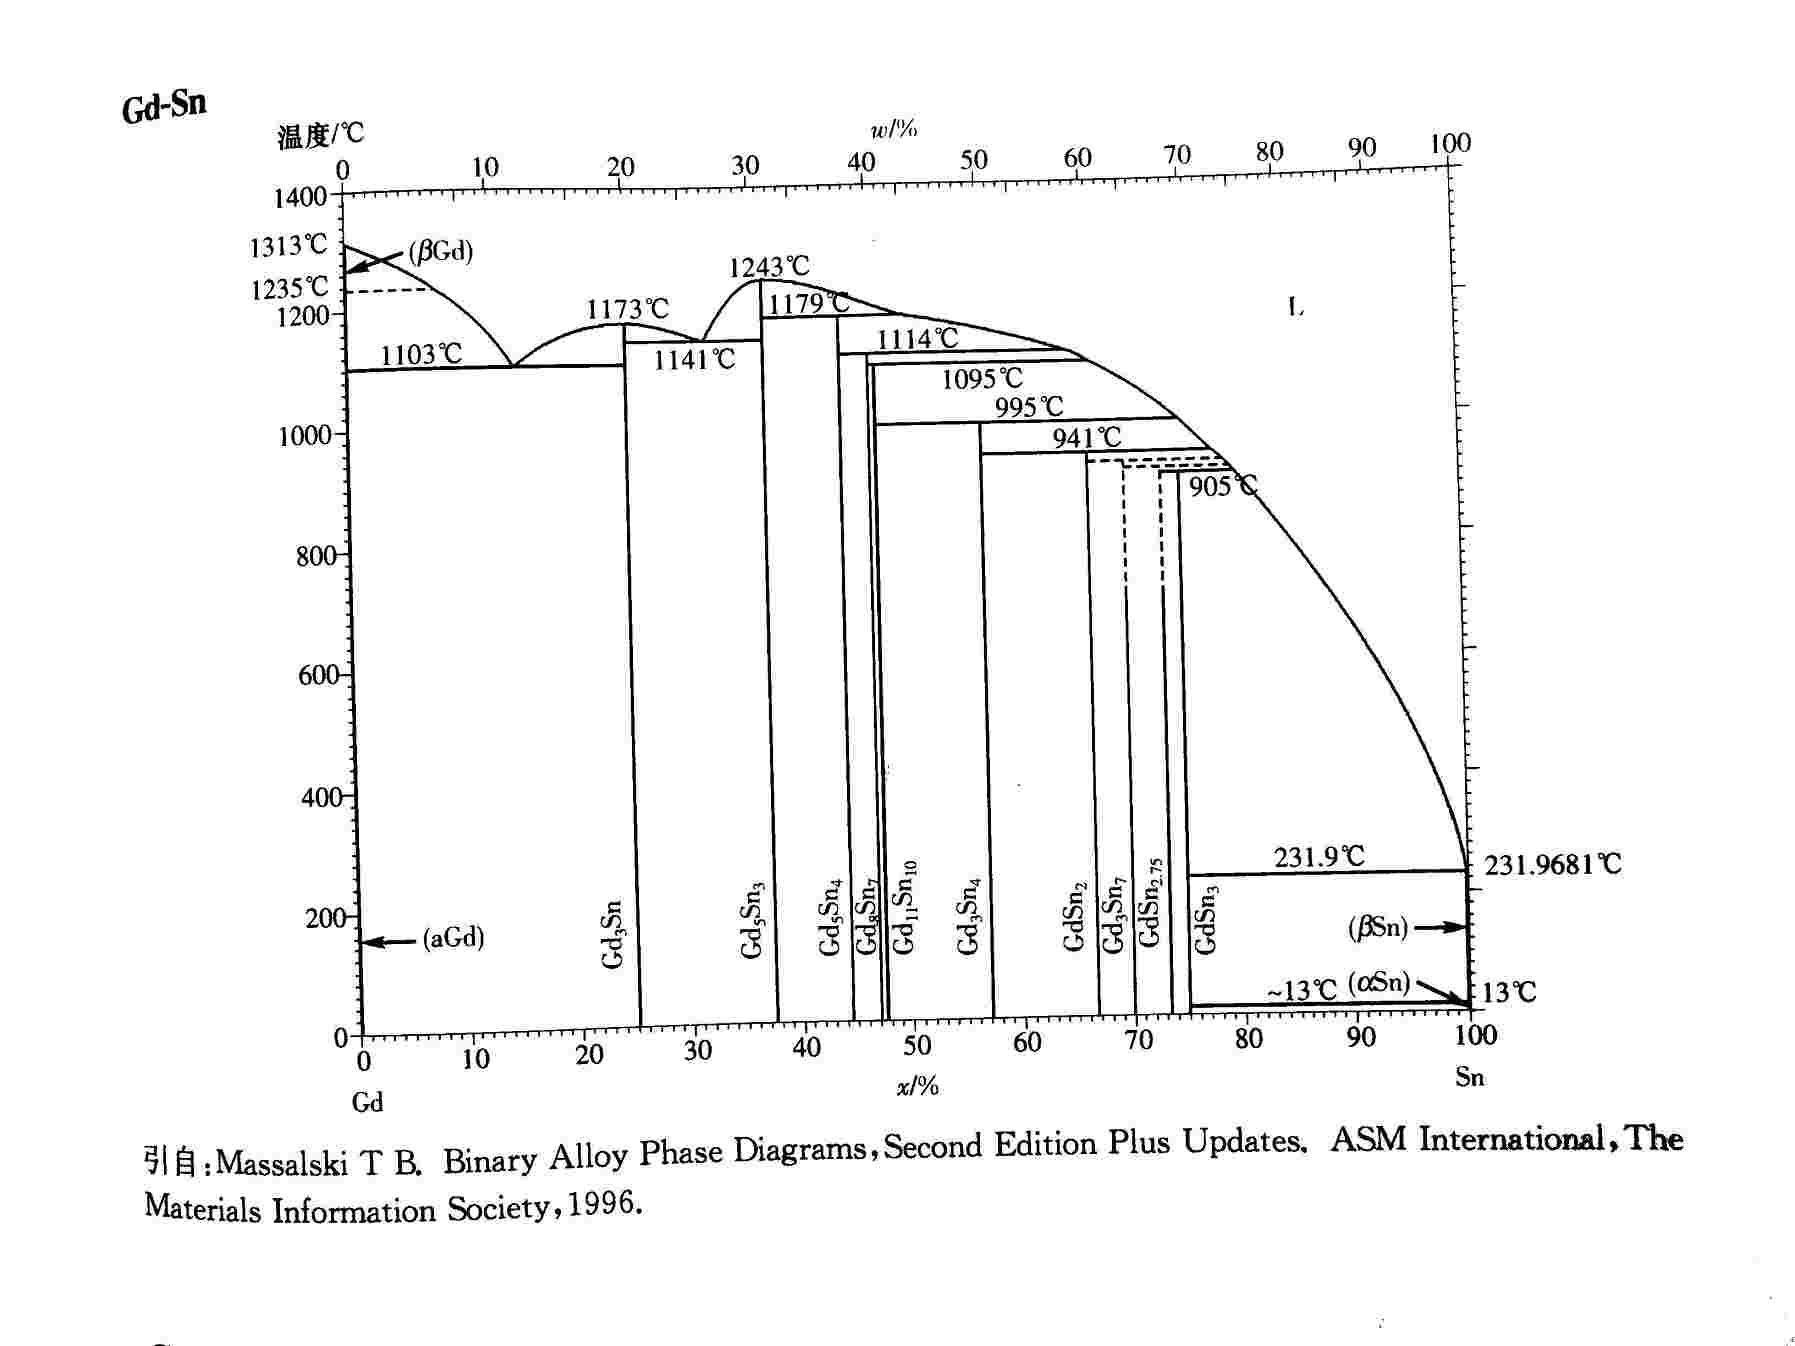 Gd-Sn
温度/℃
w/%
0 10 20 30 40 50 60 70 80 90 100
1400
1313℃
(βGd)
1243℃
1235℃
1200
1173℃
1179℃
L
1103℃
1141℃
1114℃
1095℃
995℃
1000
941℃
905℃
800
600
400
231.9℃
231.9681℃
200
(aGd)
Gd₃Sn
Gd₅Sn₃
Gd₅Sn₄
Gd₈Sn₇
Gd₁₁Sn₁₀
Gd₃Sn₄
GdSn₂
Gd₃Sn₇
GdSn₂.₇₅
GdSn₃
(βSn)
~13℃
(αSn)
13℃
0
0 10 20 30 40 50 60 70 80 90 100
Gd
x/%
Sn
引自:Massalski T B. Binary Alloy Phase Diagrams,Second Edition Plus Updates. ASM International,The
Materials Information Society,1996.